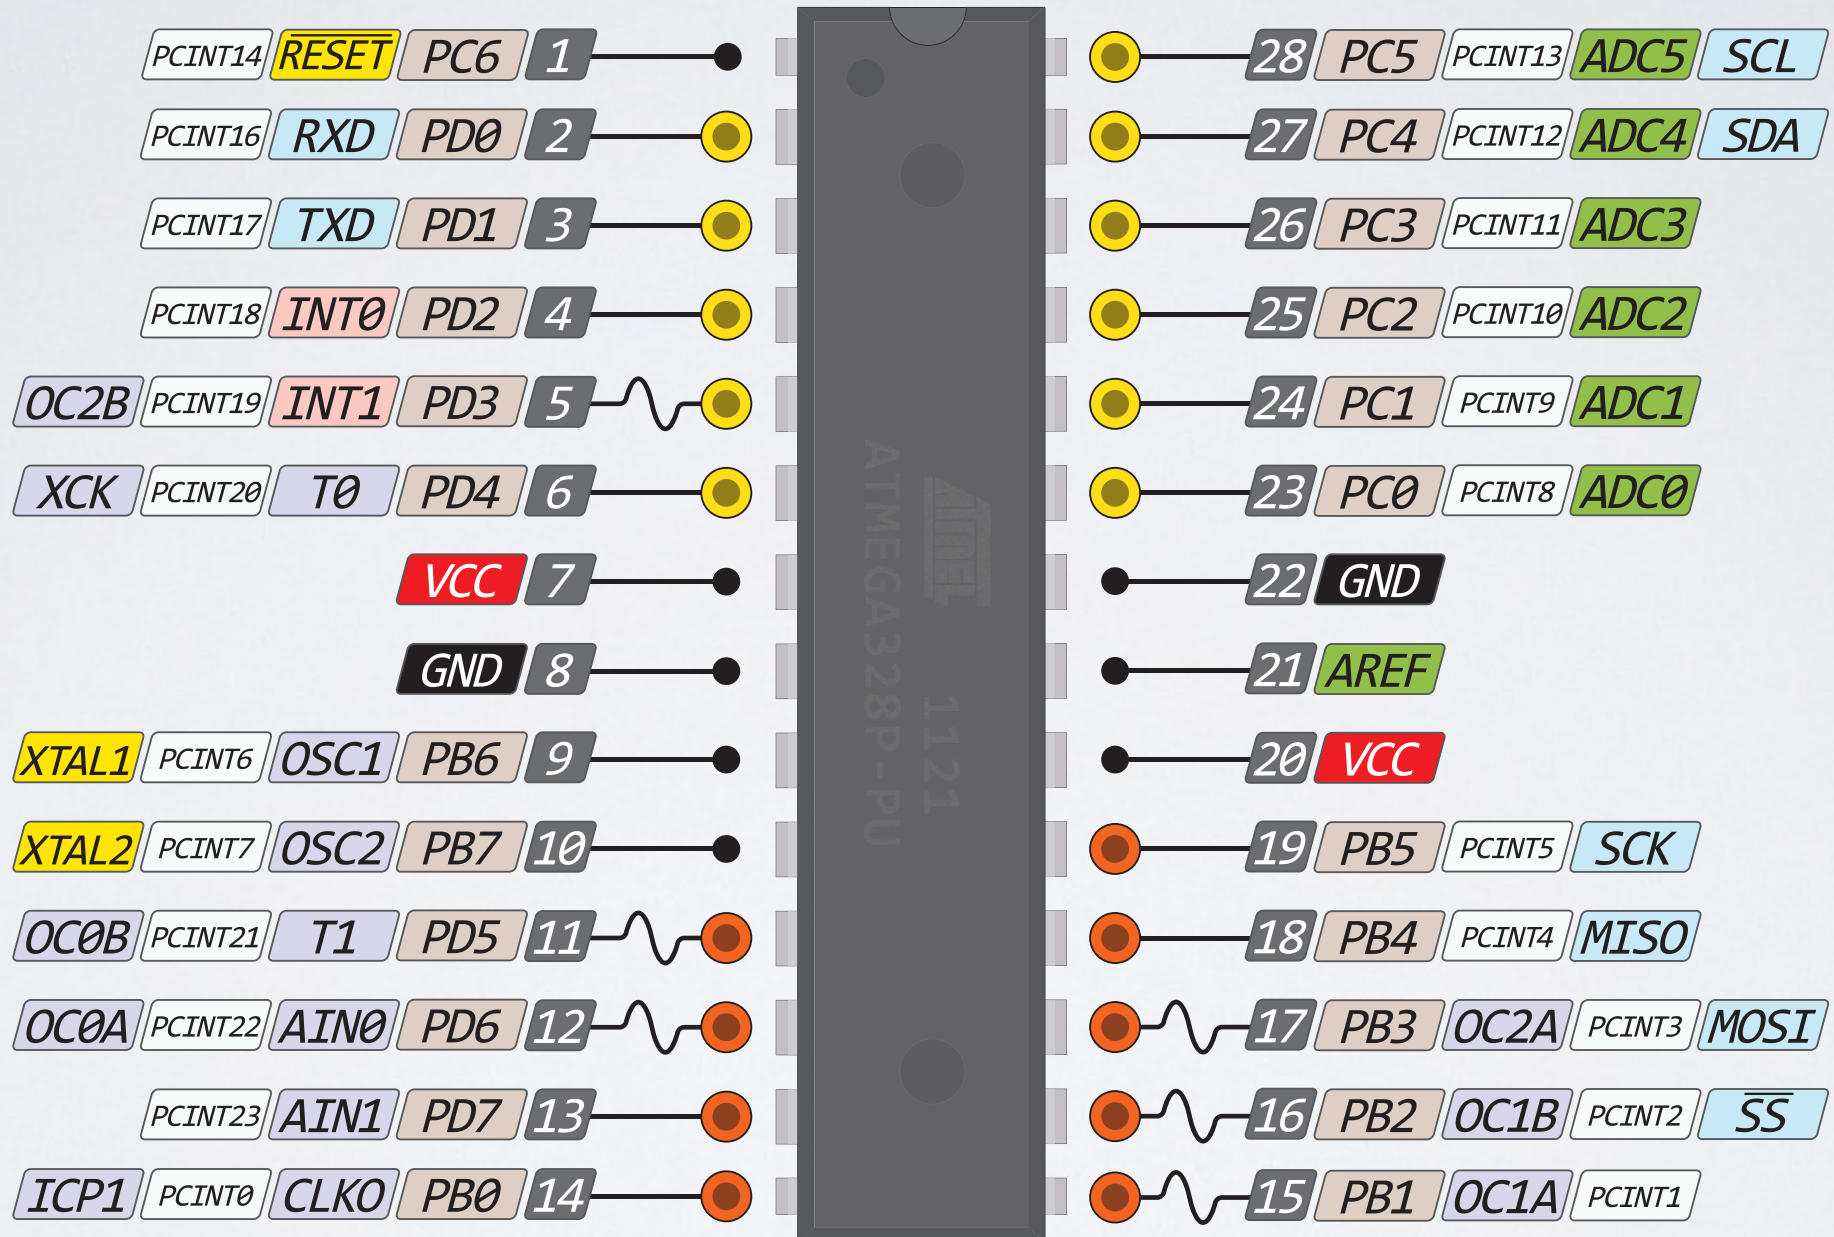 PCINT14 RESET PC6 1
28 PC5 PCINT13 ADC5 SCL
PCINT16 RXD PD0 2
27 PC4 PCINT12 ADC4 SDA
PCINT17 TXD PD1 3
26 PC3 PCINT11 ADC3
PCINT18 INT0 PD2 4
25 PC2 PCINT10 ADC2
OC2B PCINT19 INT1 PD3 5
24 PC1 PCINT9 ADC1
XCK PCINT20 T0 PD4 6
23 PC0 PCINT8 ADC0
VCC 7
22 GND
GND 8
21 AREF
XTAL1 PCINT6 OSC1 PB6 9
20 VCC
XTAL2 PCINT7 OSC2 PB7 10
19 PB5 PCINT5 SCK
OC0B PCINT21 T1 PD5 11
18 PB4 PCINT4 MISO
OC0A PCINT22 AIN0 PD6 12
17 PB3 OC2A PCINT3 MOSI
PCINT23 AIN1 PD7 13
16 PB2 OC1B PCINT2 SS
ICP1 PCINT0 CLKO PB0 14
15 PB1 OC1A PCINT1
ATMEL 1121
ATMEGA328P-PU